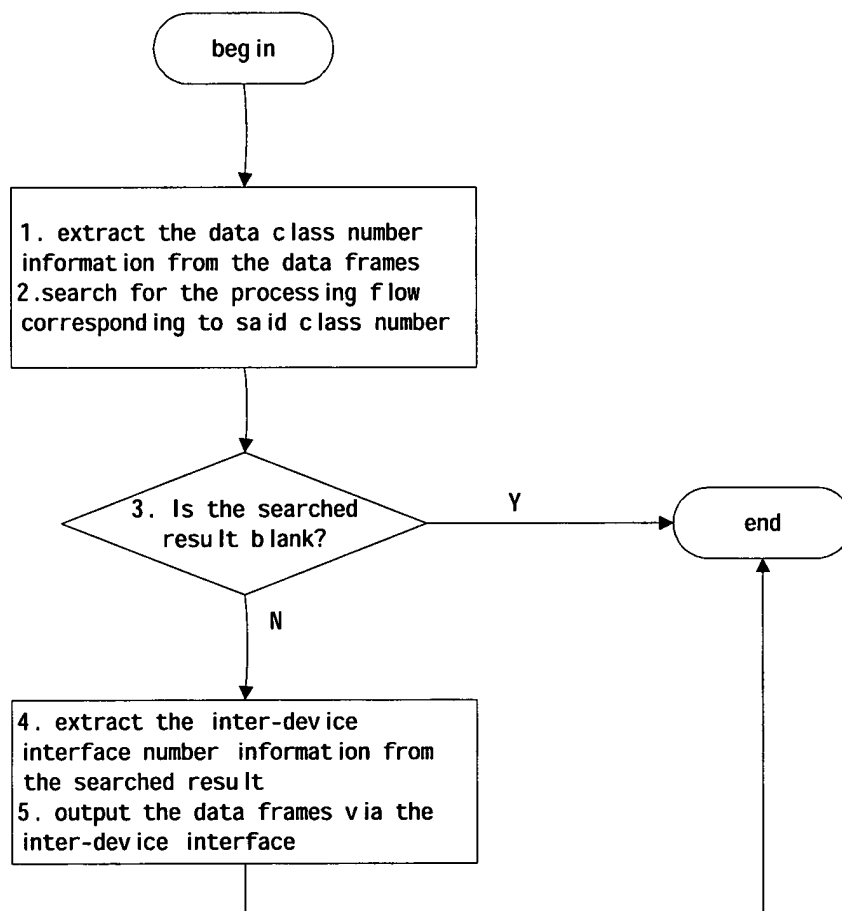 begin
1. extract the data class number
information from the data frames
2.search for the processing flow
corresponding to said class number
3. Is the searched
result blank?
Y
end
N
4. extract the inter-device
interface number information from
the searched result
5. output the data frames via the
inter-device interface